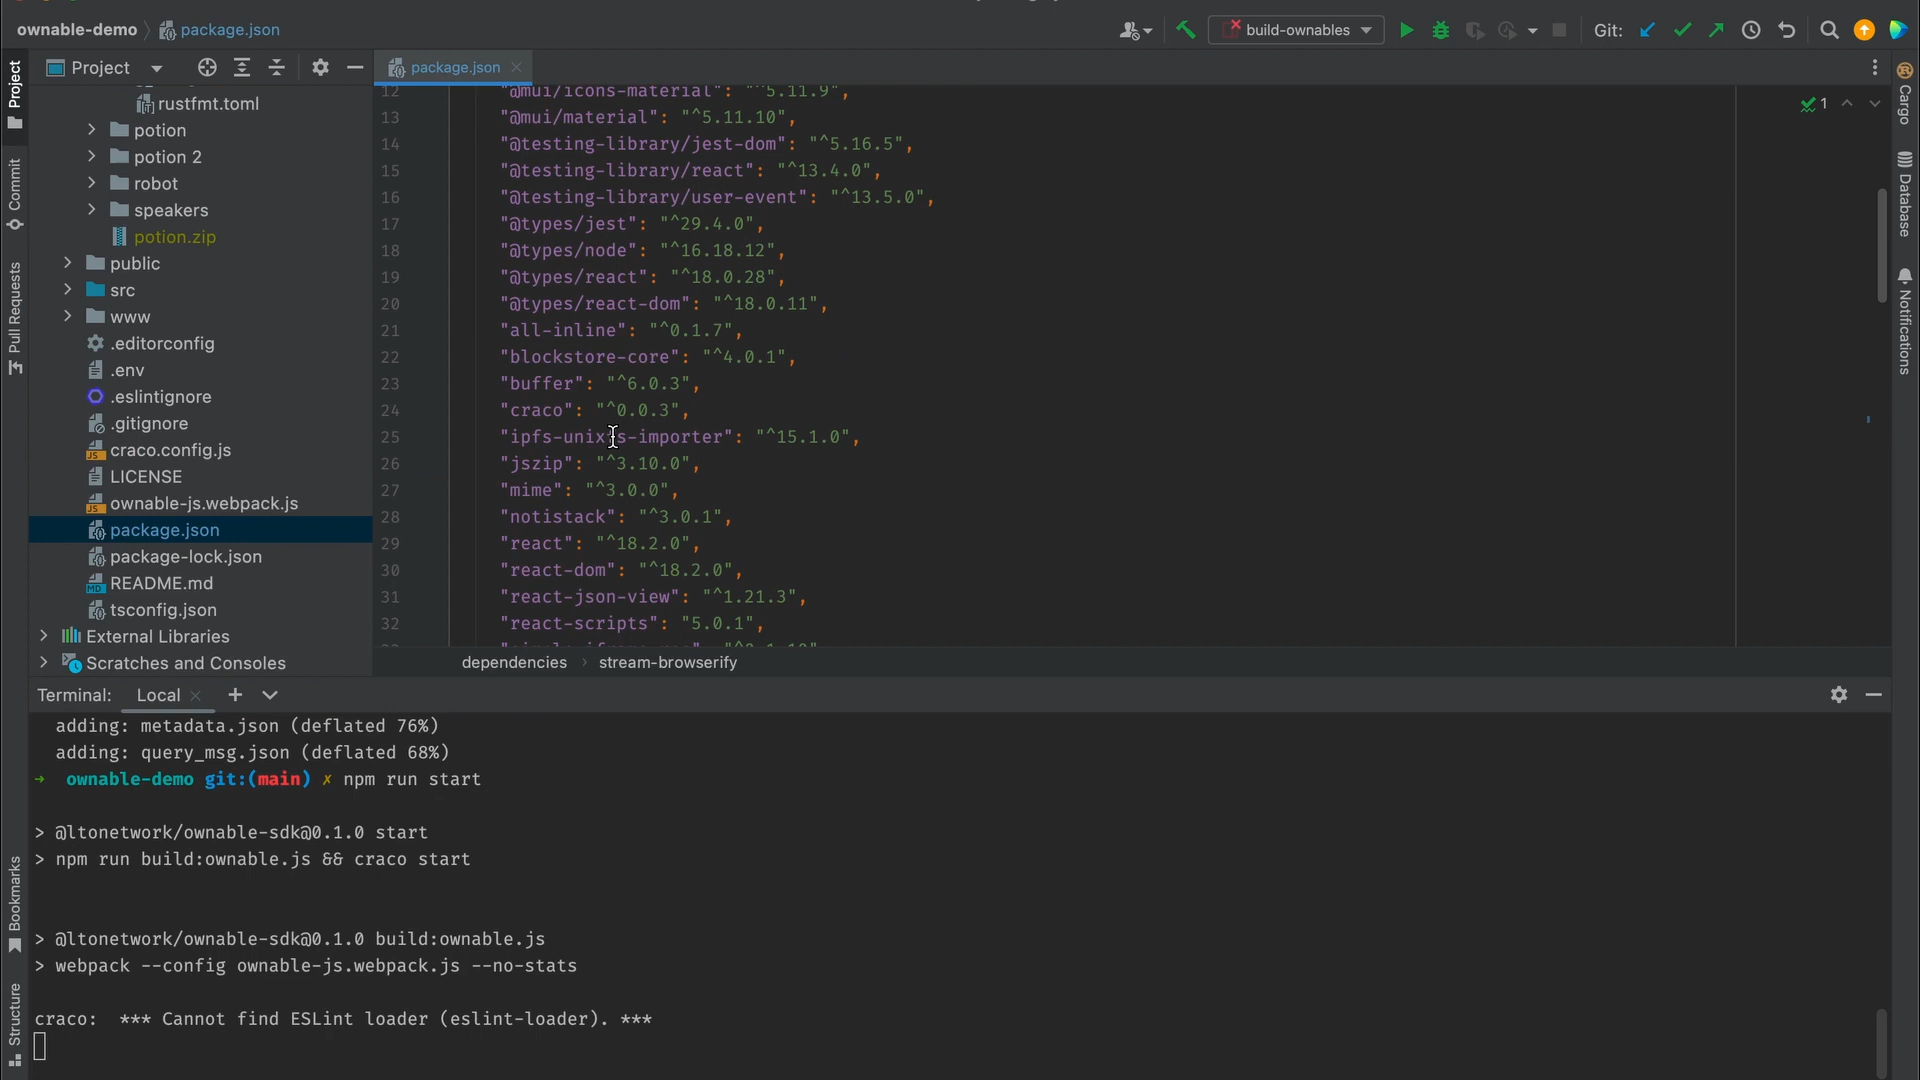 ownable-demo
package.json
build-ownables
Git:
Project
package.json
Project
Commit
Pull Requests
Bookmarks
Structure
rustfmt.toml
potion
potion 2
robot
speakers
potion.zip
public
src
www
.editorconfig
.env
.eslintignore
.gitignore
craco.config.js
LICENSE
ownable-js.webpack.js
package.json
package-lock.json
README.md
tsconfig.json
External Libraries
Scratches and Consoles
12 "@mui/icons-material": "^5.11.9",
13 "@mui/material": "^5.11.10",
14 "@testing-library/jest-dom": "^5.16.5",
15 "@testing-library/react": "^13.4.0",
16 "@testing-library/user-event": "^13.5.0",
17 "@types/jest": "^29.4.0",
18 "@types/node": "^16.18.12",
19 "@types/react": "^18.0.28",
20 "@types/react-dom": "^18.0.11",
21 "all-inline": "^0.1.7",
22 "blockstore-core": "^4.0.1",
23 "buffer": "^6.0.3",
24 "craco": "^0.0.3",
25 "ipfs-unixfs-importer": "^15.1.0",
26 "jszip": "^3.10.0",
27 "mime": "^3.0.0",
28 "notistack": "^3.0.1",
29 "react": "^18.2.0",
30 "react-dom": "^18.2.0",
31 "react-json-view": "^1.21.3",
32 "react-scripts": "5.0.1",
1
Cargo
Database
Notifications
dependencies
stream-browserify
Terminal:
Local
adding: metadata.json (deflated 76%)
adding: query_msg.json (deflated 68%)
→ ownable-demo git:(main) ✗ npm run start
> @ltonetwork/ownable-sdk@0.1.0 start
> npm run build:ownable.js && craco start
> @ltonetwork/ownable-sdk@0.1.0 build:ownable.js
> webpack --config ownable-js.webpack.js --no-stats
craco: *** Cannot find ESLint loader (eslint-loader). ***